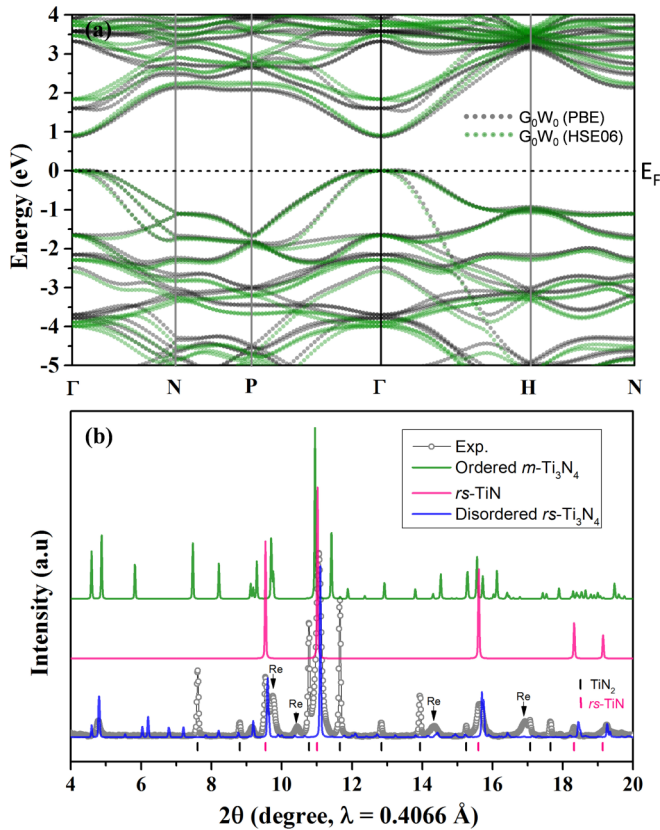 (a)
4
3
2
1
0
-1
-2
-3
-4
-5
Energy (eV)
G₀W₀ (PBE)
G₀W₀ (HSE06)
E_F
Γ N P Γ H N
(b)
Exp.
Ordered m-Ti₃N₄
rs-TiN
Disordered rs-Ti₃N₄
Intensity (a.u)
Re
Re
Re
Re
TiN₂
rs-TiN
4 6 8 10 12 14 16 18 20
2θ (degree, λ = 0.4066 Å)